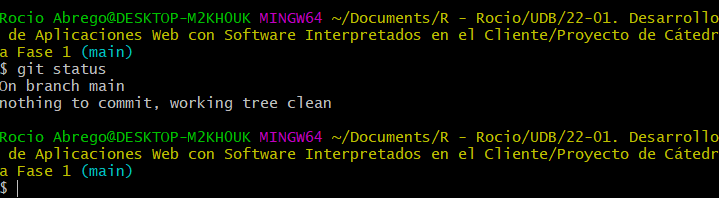 Rocio Abrego@DESKTOP-M2KH0UK MINGW64 ~/Documents/R - Rocio/UDB/22-01. Desarrollo
 de Aplicaciones Web con Software Interpretados en el Cliente/Proyecto de Cátedr
a Fase 1 (main)
$ git status
On branch main
nothing to commit, working tree clean
Rocio Abrego@DESKTOP-M2KH0UK MINGW64 ~/Documents/R - Rocio/UDB/22-01. Desarrollo
 de Aplicaciones Web con Software Interpretados en el Cliente/Proyecto de Cátedr
a Fase 1 (main)
$